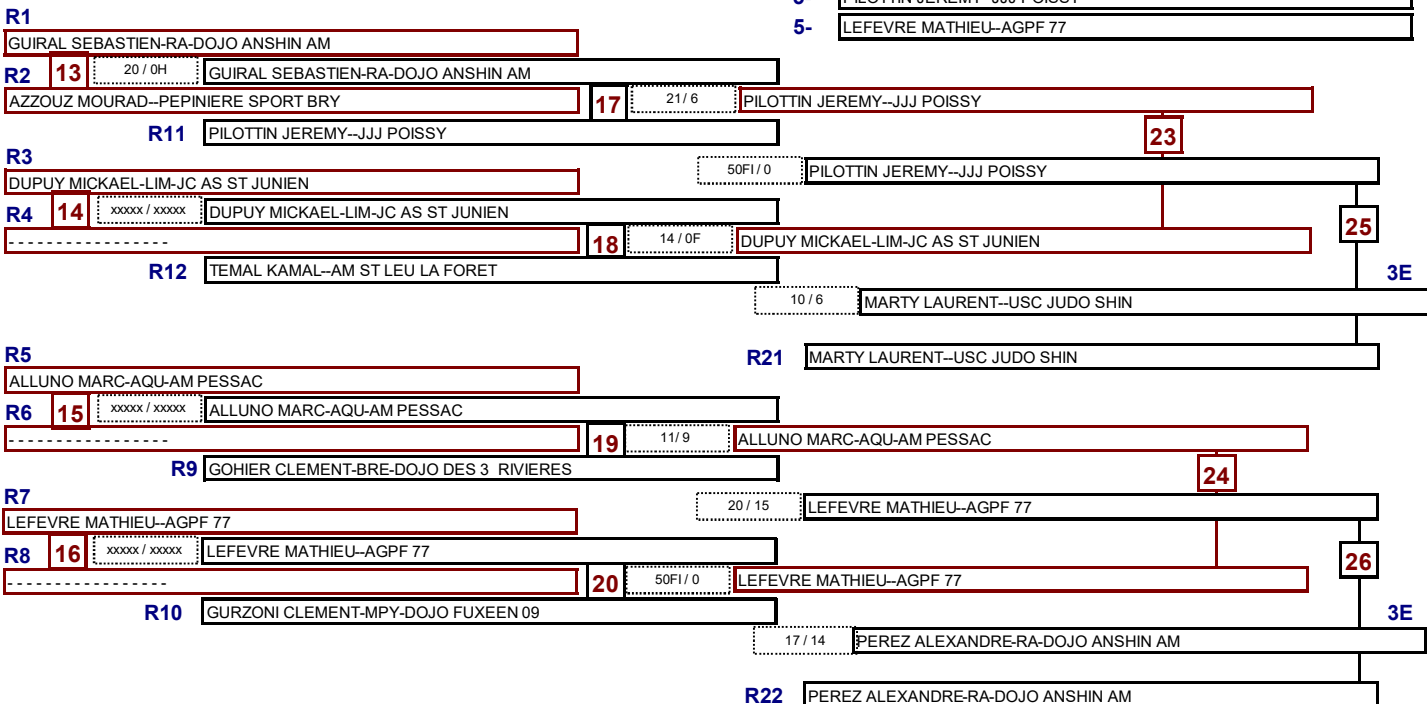 PILOTTIN JEREMY--JJJ POISSY
R1
5-
LEFEVRE MATHIEU--AGPF 77
GUIRAL SEBASTIEN-RA-DOJO ANSHIN AM
R2
13
20 / 0H
GUIRAL SEBASTIEN-RA-DOJO ANSHIN AM
AZZOUZ MOURAD--PEPINIERE SPORT BRY
17
21/ 6
PILOTTIN JEREMY--JJJ POISSY
R11
PILOTTIN JEREMY--JJJ POISSY
23
R3
50FI / 0
PILOTTIN JEREMY--JJJ POISSY
DUPUY MICKAEL-LIM-JC AS ST JUNIEN
R4
14
xxxxx / xxxxx
DUPUY MICKAEL-LIM-JC AS ST JUNIEN
25
- - - - - - - - - - - - - - - - -
18
14 / 0F
DUPUY MICKAEL-LIM-JC AS ST JUNIEN
R12
TEMAL KAMAL--AM ST LEU LA FORET
3E
10 / 6
MARTY LAURENT--USC JUDO SHIN
R5
R21
MARTY LAURENT--USC JUDO SHIN
ALLUNO MARC-AQU-AM PESSAC
R6
15
xxxxx / xxxxx
ALLUNO MARC-AQU-AM PESSAC
- - - - - - - - - - - - - - - - -
19
11/ 9
ALLUNO MARC-AQU-AM PESSAC
R9
GOHIER CLEMENT-BRE-DOJO DES 3 RIVIERES
24
R7
20 / 15
LEFEVRE MATHIEU--AGPF 77
LEFEVRE MATHIEU--AGPF 77
R8
16
xxxxx / xxxxx
LEFEVRE MATHIEU--AGPF 77
26
- - - - - - - - - - - - - - - - -
20
50FI / 0
LEFEVRE MATHIEU--AGPF 77
R10
GURZONI CLEMENT-MPY-DOJO FUXEEN 09
3E
17 / 14
PEREZ ALEXANDRE-RA-DOJO ANSHIN AM
R22
PEREZ ALEXANDRE-RA-DOJO ANSHIN AM